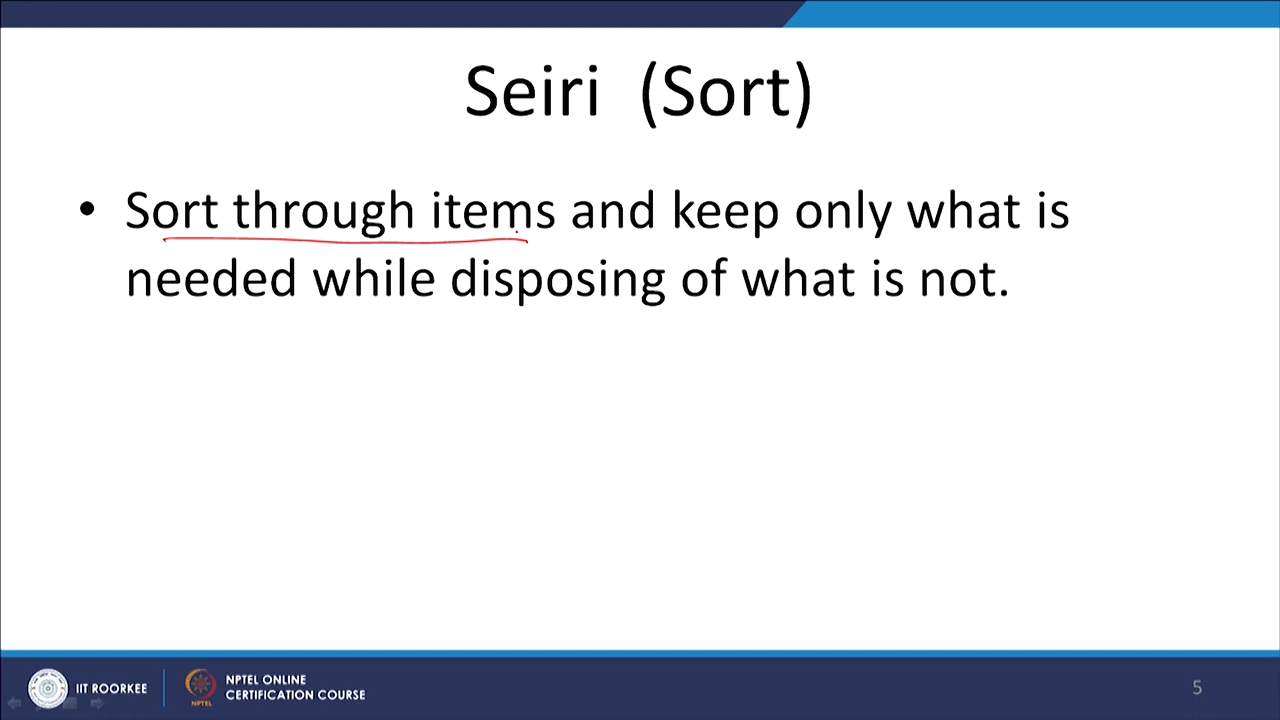 Seiri (Sort)
• Sort through items and keep only what is
needed while disposing of what is not.
IIT ROORKEE
NPTEL
NPTEL ONLINE
CERTIFICATION COURSE
5